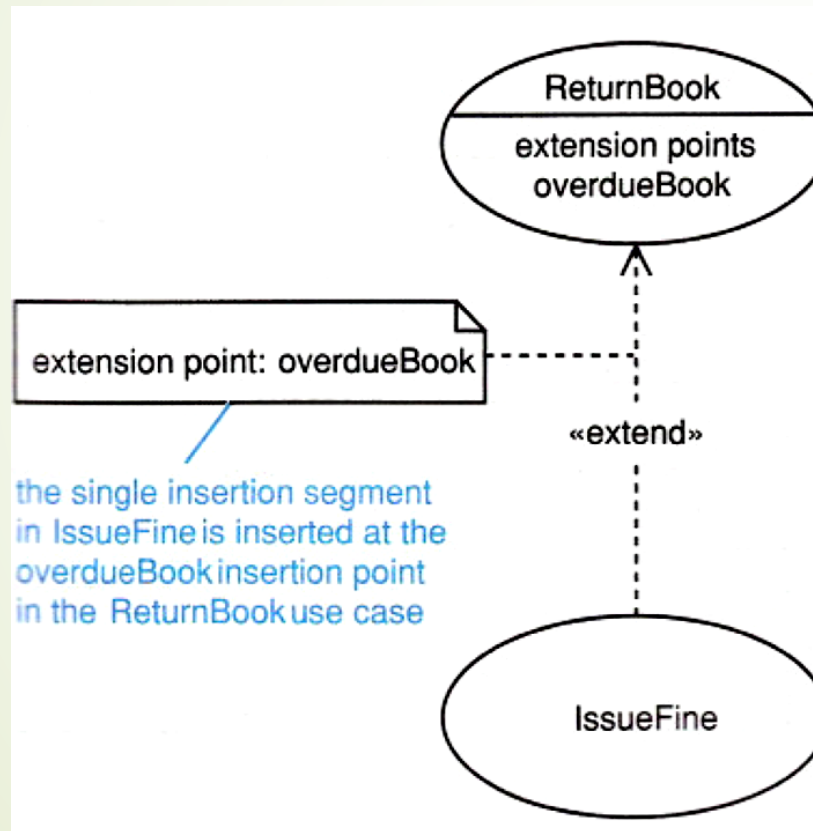 ReturnBook
extension points
overdueBook
extension point: overdueBook
«extend»
the single insertion segment
in IssueFine is inserted at the
overdueBook insertion point
in the ReturnBook use case
IssueFine